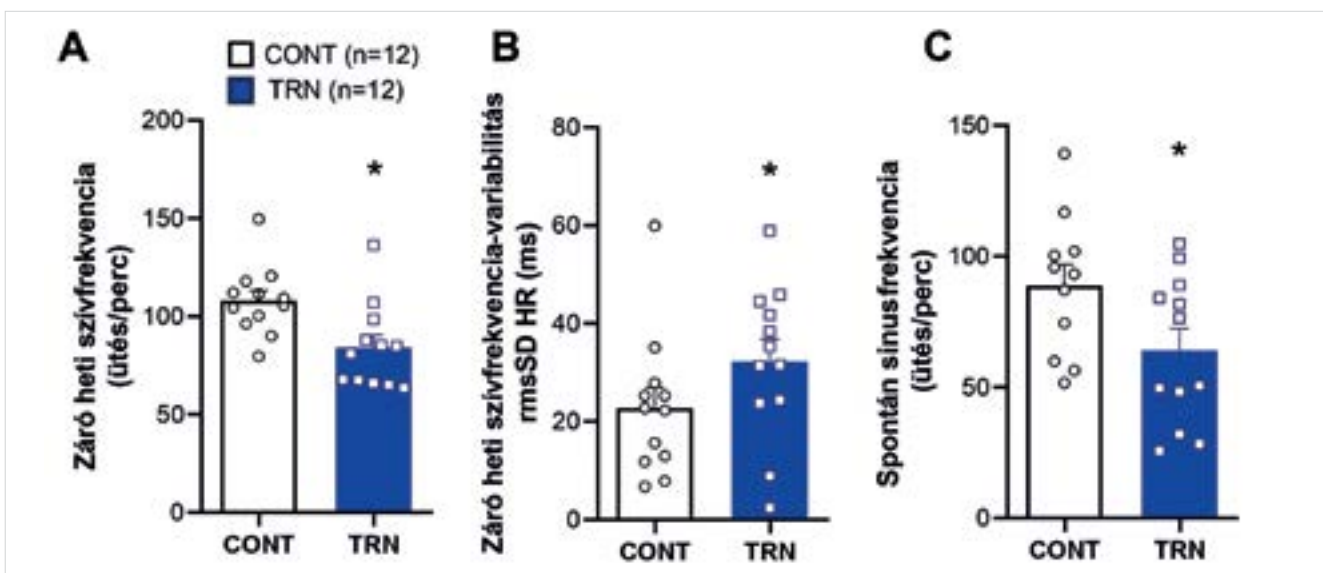 A
CONT (n=12)
TRN (n=12)
Záró heti szívfrekvencia
(ütés/perc)
200
150
100
50
0
*
CONT
TRN
B
Záró heti szívfrekvencia-variabilitás
rmsSD HR (ms)
80
60
40
20
0
*
CONT
TRN
C
Spontán sinusfrekvencia
(ütés/perc)
150
100
50
0
*
CONT
TRN